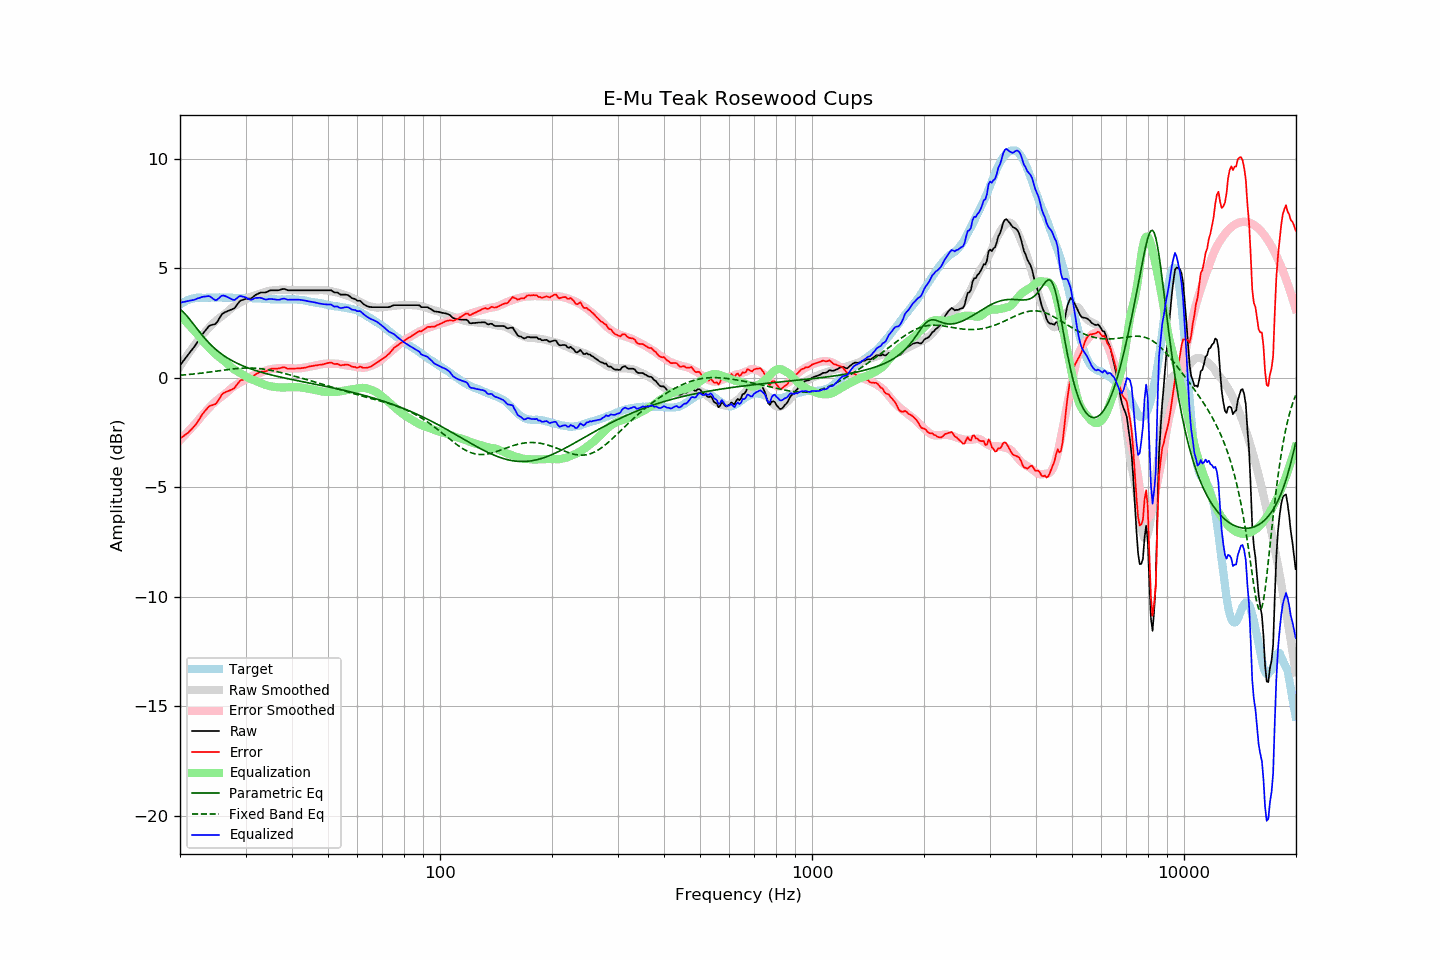 E-Mu Teak Rosewood Cups
10
5
0
−5
−10
−15
−20
Amplitude (dBr)
Target
Raw Smoothed
Error Smoothed
Raw
Error
Equalization
Parametric Eq
Fixed Band Eq
Equalized
100
1000
10000
Frequency (Hz)